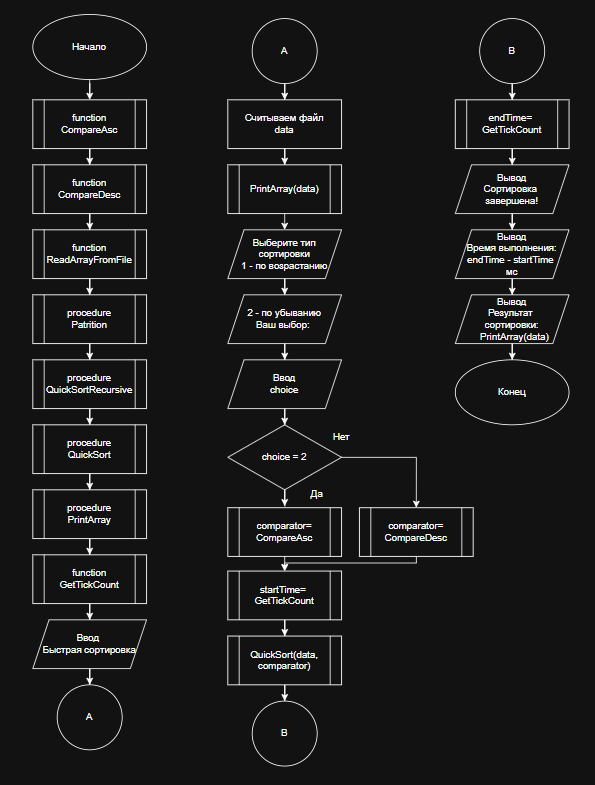 Начало
function
CompareAsc
function
CompareDesc
function
ReadArrayFromFile
procedure
Patrition
procedure
QuickSortRecursive
procedure
QuickSort
procedure
PrintArray
function
GetTickCount
Ввод
Быстрая сортировка
A
A
Считываем файл
data
PrintArray(data)
Выберите тип
сортировки
1 - по возрастанию
2 - по убыванию
Ваш выбор:
Ввод
choice
choice = 2
Нет
Да
comparator=
CompareAsc
comparator=
CompareDesc
startTime=
GetTickCount
QuickSort(data,
comparator)
B
B
endTime=
GetTickCount
Вывод
Сортировка
завершена!
Вывод
Время выполнения:
endTime - startTime
мс
Вывод
Результат
сортировки:
PrintArray(data)
Конец